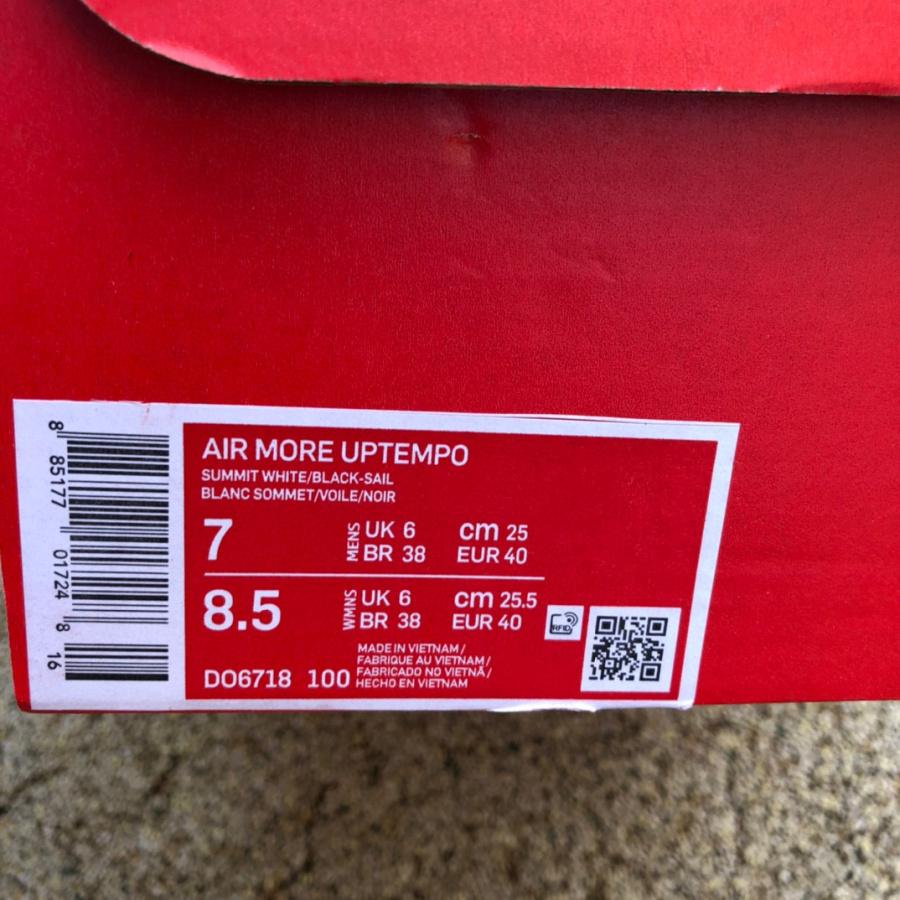 AIR MORE UPTEMPO
SUMMIT WHITE/BLACK-SAIL
BLANC SOMMET/VOILE/NOIR
7 MENS UK 6 cm 25
BR 38 EUR 40
8.5 WMNS UK 6 cm 25.5
BR 38 EUR 40
RFID
MADE IN VIETNAM/
FABRIQUE AU VIETNAM/
FABRICADO NO VIETNÃ/
HECHO EN VIETNAM
DO6718 100
8 85177 01724 8 16